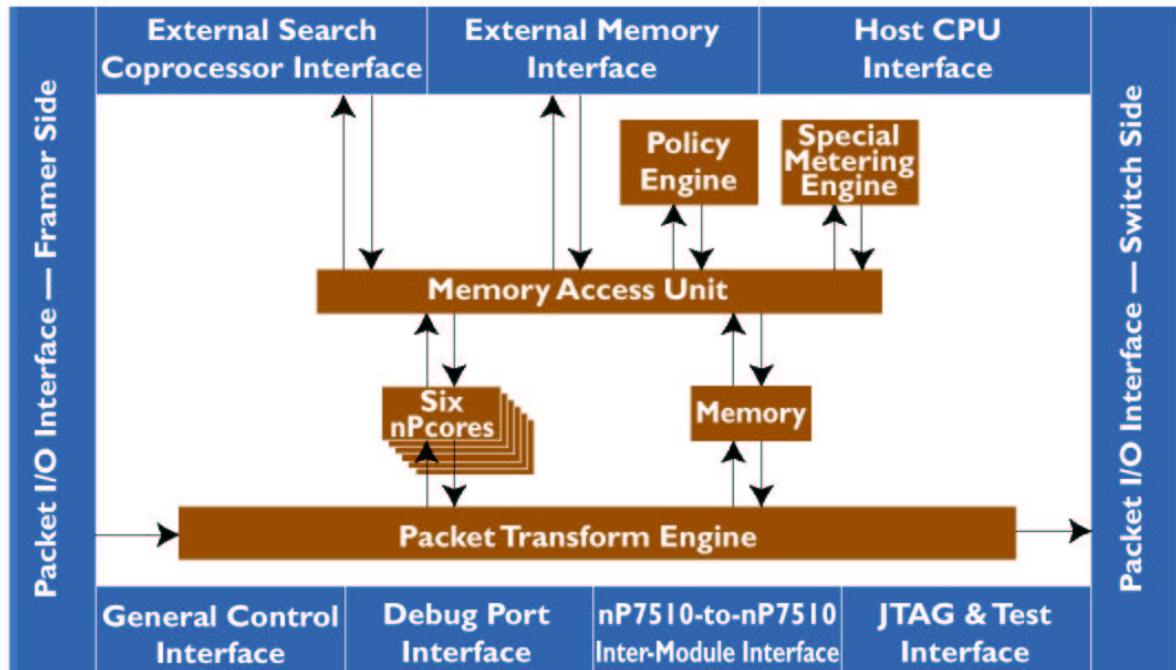 External Search
Coprocessor Interface
External Memory
Interface
Host CPU
Interface
Packet I/O Interface — Framer Side
Policy
Engine
Special
Metering
Engine
Memory Access Unit
Six
nPcores
Memory
Packet Transform Engine
Packet I/O Interface — Switch Side
General Control
Interface
Debug Port
Interface
nP7510-to-nP7510
Inter-Module Interface
JTAG & Test
Interface